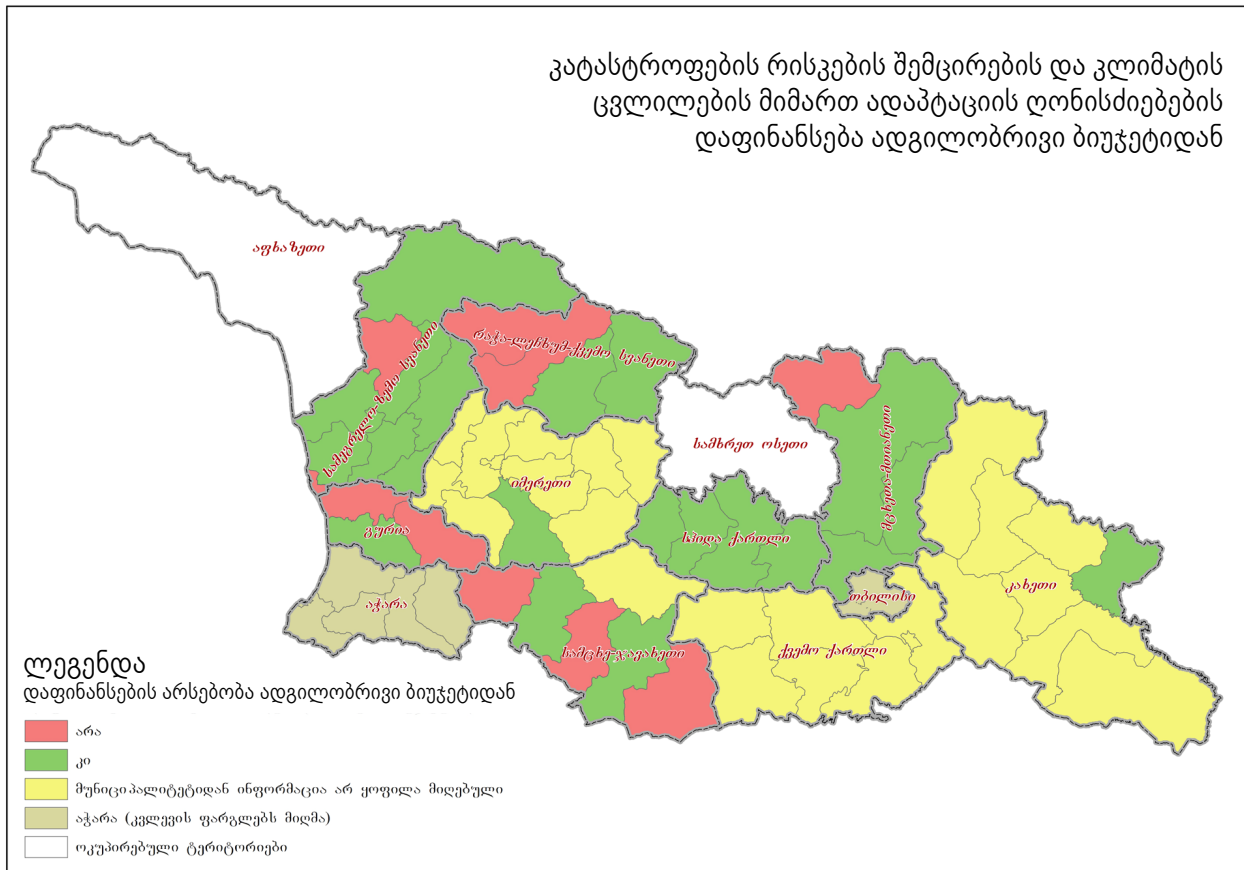 კატასტროფების რისკების შემცირების და კლიმატის
ცვლილების მიმართ ადაპტაციის ღონისძიებების
დაფინანსება ადგილობრივი ბიუჯეტიდან
აფხაზეთი
სამეგრელო-ზემო სვანეთი
რაჭა-ლეჩხუმ-ქვემო სვანეთი
სამხრეთ ოსეთი
მცხეთა-მთიანეთი
იმერეთი
გურია
შიდა ქართლი
კახეთი
თბილისი
აჭარა
სამცხე-ჯავახეთი
ქვემო ქართლი
ლეგენდა
დაფინანსების არსებობა ადგილობრივი ბიუჯეტიდან
არა
კი
მუნიციპალიტეტიდან ინფორმაცია არ ყოფილა მიღებული
აჭარა (კვლევის ფარგლებს მიღმა)
ოკუპირებული ტერიტორიები